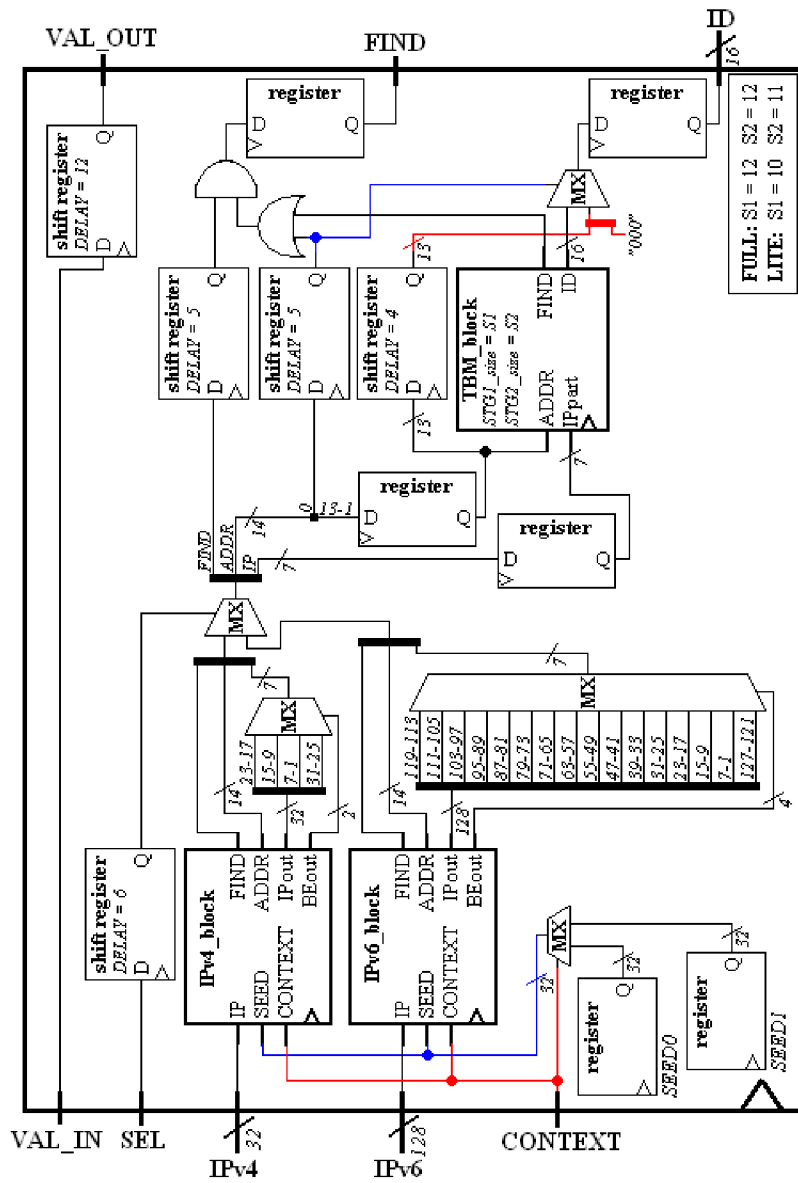 VAL_OUT
FIND
ID
16
shift register
DELAY = 12
D
Q
register
D
Q
register
D
Q
MX
FULL: S1 = 12 S2 = 12
LITE: S1 = 10 S2 = 11
"000"
13
16
shift register
DELAY = 5
D
Q
shift register
DELAY = 5
D
Q
shift register
DELAY = 4
D
Q
TBM_block
STG1_size = S1
STG2_size = S2
FIND
ID
ADDR
IPpart
13
7
register
D
Q
register
D
Q
0
13-1
14
7
FIND
ADDR
IP
MX
7
MX
23-17
15-9
7-1
31-25
14
32
2
7
MX
119-113
111-105
103-97
95-89
87-81
79-73
71-65
63-57
55-49
47-41
39-33
31-25
23-17
15-9
7-1
127-121
14
128
4
shift register
DELAY = 6
D
Q
IPv4_block
IP
SEED
CONTEXT
FIND
ADDR
IPout
BEout
IPv6_block
IP
SEED
CONTEXT
FIND
ADDR
IPout
BEout
MX
32
32
32
register
Q
SEED0
register
Q
SEED1
VAL_IN
SEL
IPv4
32
IPv6
128
CONTEXT